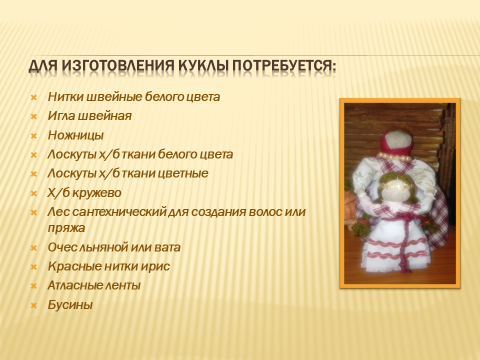 ДЛЯ ИЗГОТОВЛЕНИЯ КУКЛЫ ПОТРЕБУЕТСЯ:
Нитки швейные белого цвета
Игла швейная
Ножницы
Лоскуты х/б ткани белого цвета
Лоскуты х/б ткани цветные
Х/б кружево
Лес сантехнический для создания волос или
пряжа
Очес льняной или вата
Красные нитки ирис
Атласные ленты
Бусины